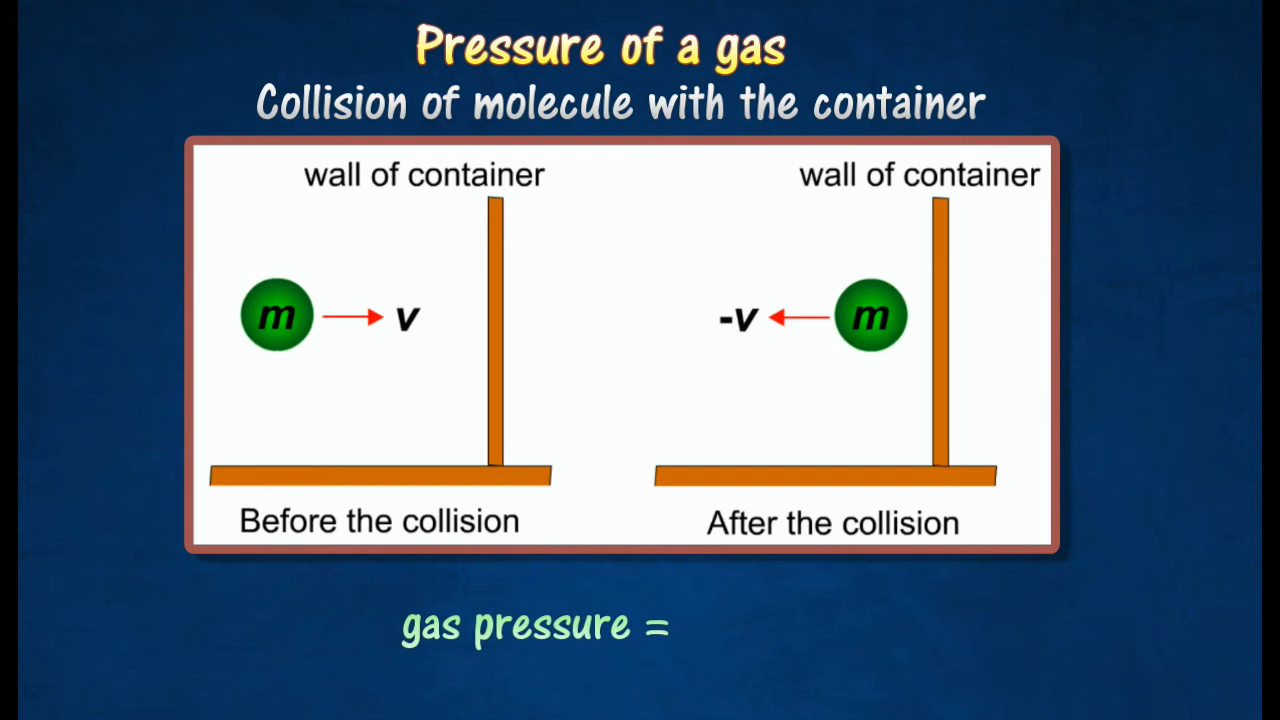 Pressure of a gas
Collision of molecule with the container
wall of container
wall of container
m
v
-v
m
Before the collision
After the collision
gas pressure =